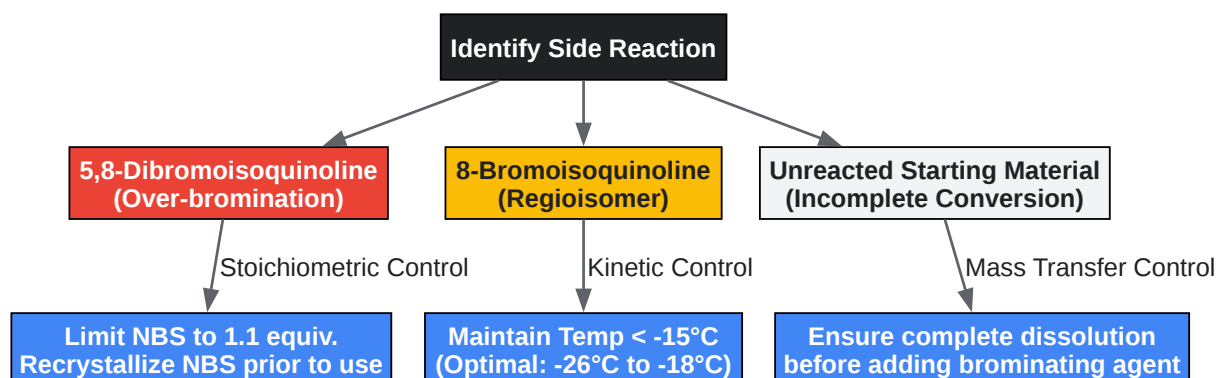 Identify Side Reaction
5,8-Dibromoisoquinoline
(Over-bromination)
8-Bromoisoquinoline
(Regioisomer)
Unreacted Starting Material
(Incomplete Conversion)
Stoichiometric Control
Kinetic Control
Mass Transfer Control
Limit NBS to 1.1 equiv.
Recrystallize NBS prior to use
Maintain Temp < -15°C
(Optimal: -26°C to -18°C)
Ensure complete dissolution
before adding brominating agent